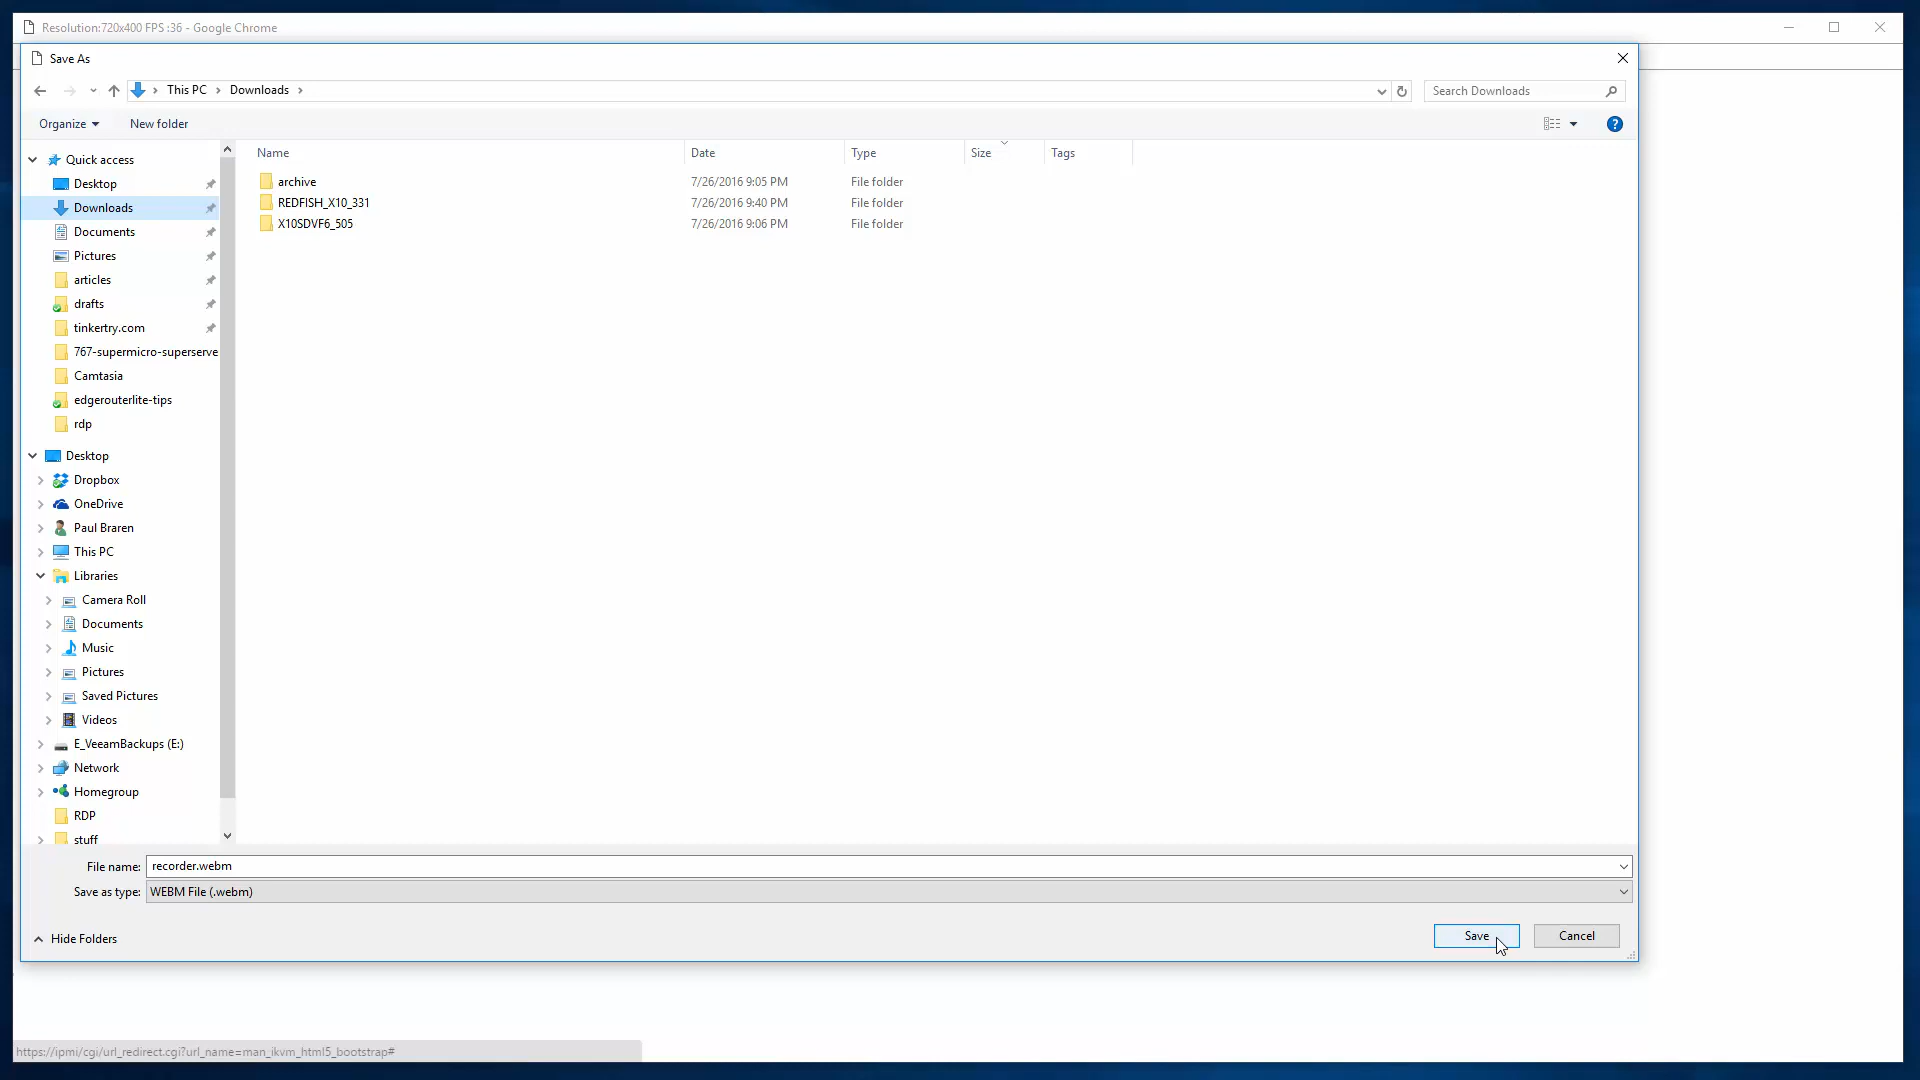 Resolution:720x400 FPS :36 - Google Chrome
Save As
This PC > Downloads >
Search Downloads
Organize
New folder
Name Date Type Size Tags
archive 7/26/2016 9:05 PM File folder
REDFISH_X10_331 7/26/2016 9:40 PM File folder
X10SDVF6_505 7/26/2016 9:06 PM File folder
Quick access
Desktop
Downloads
Documents
Pictures
articles
drafts
tinkertry.com
767-supermicro-superserve
Camtasia
edgerouterlite-tips
rdp
Desktop
Dropbox
OneDrive
Paul Braren
This PC
Libraries
Camera Roll
Documents
Music
Pictures
Saved Pictures
Videos
E_VeeamBackups (E:)
Network
Homegroup
RDP
stuff
File name: recorder.webm
Save as type: WEBM File (.webm)
Hide Folders
Save
Cancel
https://ipmi/cgi/url_redirect.cgi?url_name=man_ikvm_html5_bootstrap#